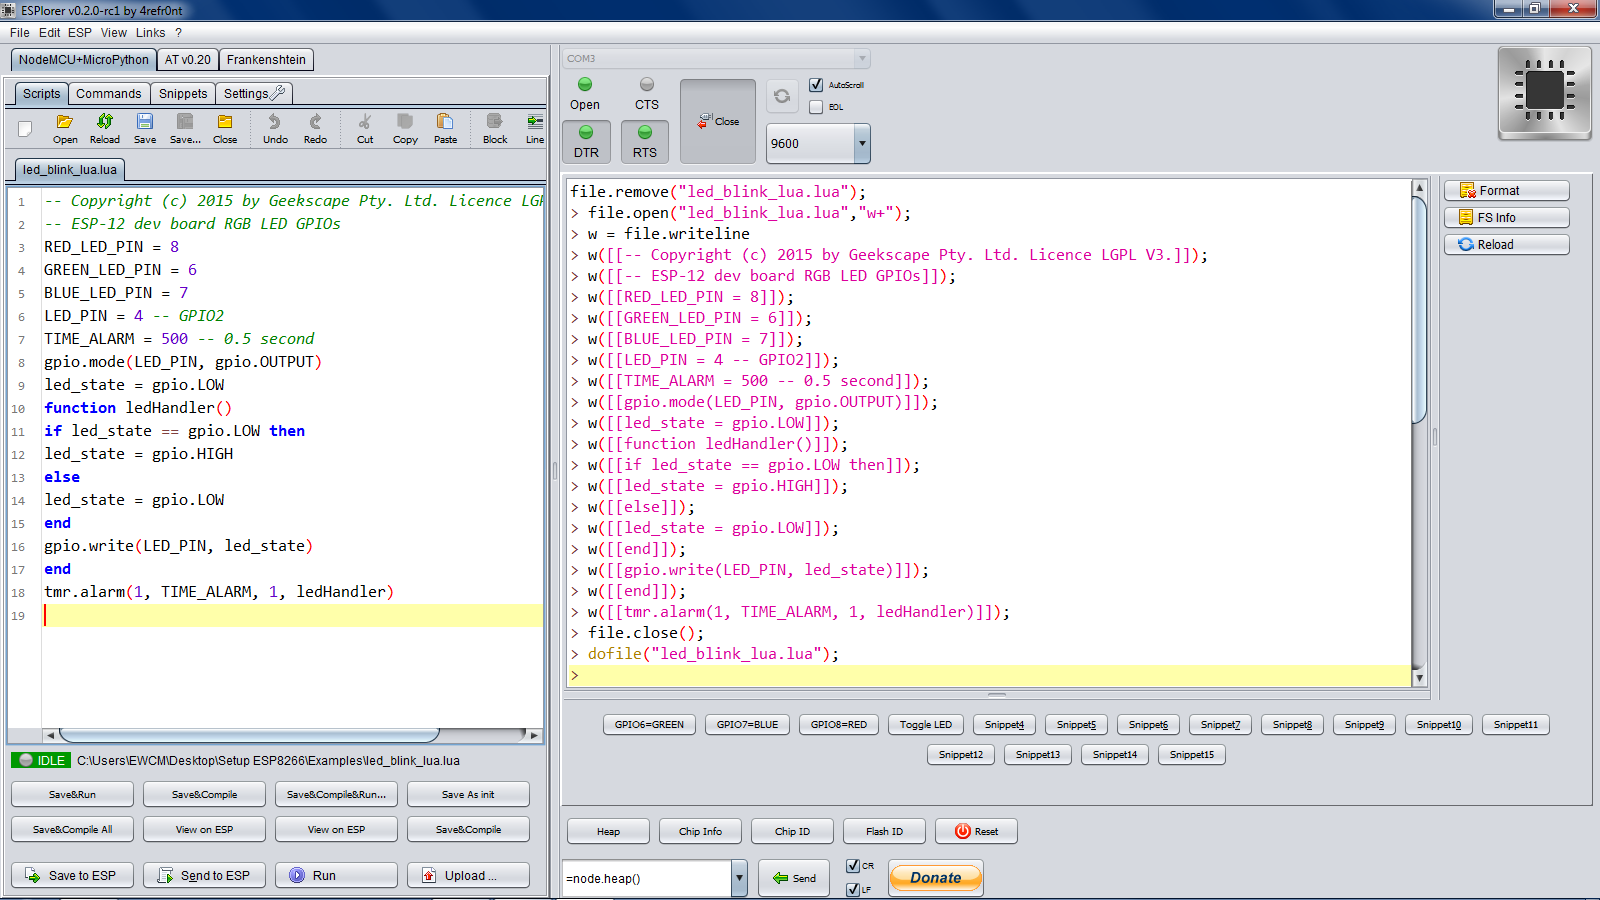 ESPlorer v0.2.0-rc1 by 4refr0nt
File Edit ESP View Links ?
NodeMCU+MicroPython AT v0.20 Frankenshtein
Scripts Commands Snippets Settings
Open Reload Save Save... Close Undo Redo Cut Copy Paste Block Line
led_blink_lua.lua
1 -- Copyright (c) 2015 by Geekscape Pty. Ltd. Licence LGP
2 -- ESP-12 dev board RGB LED GPIOs
3 RED_LED_PIN = 8
4 GREEN_LED_PIN = 6
5 BLUE_LED_PIN = 7
6 LED_PIN = 4 -- GPIO2
7 TIME_ALARM = 500 -- 0.5 second
8 gpio.mode(LED_PIN, gpio.OUTPUT)
9 led_state = gpio.LOW
10 function ledHandler()
11 if led_state == gpio.LOW then
12 led_state = gpio.HIGH
13 else
14 led_state = gpio.LOW
15 end
16 gpio.write(LED_PIN, led_state)
17 end
18 tmr.alarm(1, TIME_ALARM, 1, ledHandler)
19
IDLE C:\Users\EWCM\Desktop\Setup ESP8266\Examples\led_blink_lua.lua
Save&Run Save&Compile Save&Compile&Run... Save As init
Save&Compile All View on ESP View on ESP Save&Compile
Save to ESP Send to ESP Run Upload ...
COM3
Open CTS
DTR RTS
Close
AutoScroll
EOL
9600
file.remove("led_blink_lua.lua");
> file.open("led_blink_lua.lua","w+");
> w = file.writeline
> w([[-- Copyright (c) 2015 by Geekscape Pty. Ltd. Licence LGPL V3.]]);
> w([[-- ESP-12 dev board RGB LED GPIOs]]);
> w([[RED_LED_PIN = 8]]);
> w([[GREEN_LED_PIN = 6]]);
> w([[BLUE_LED_PIN = 7]]);
> w([[LED_PIN = 4 -- GPIO2]]);
> w([[TIME_ALARM = 500 -- 0.5 second]]);
> w([[gpio.mode(LED_PIN, gpio.OUTPUT)]]);
> w([[led_state = gpio.LOW]]);
> w([[function ledHandler()]]);
> w([[if led_state == gpio.LOW then]]);
> w([[led_state = gpio.HIGH]]);
> w([[else]]);
> w([[led_state = gpio.LOW]]);
> w([[end]]);
> w([[gpio.write(LED_PIN, led_state)]]);
> w([[end]]);
> w([[tmr.alarm(1, TIME_ALARM, 1, ledHandler)]]);
> file.close();
> dofile("led_blink_lua.lua");
>
Format
FS Info
Reload
GPIO6=GREEN GPIO7=BLUE GPIO8=RED Toggle LED Snippet4 Snippet5 Snippet6 Snippet7 Snippet8 Snippet9 Snippet10 Snippet11
Snippet12 Snippet13 Snippet14 Snippet15
Heap Chip Info Chip ID Flash ID Reset
=node.heap() Send
CR
LF
Donate